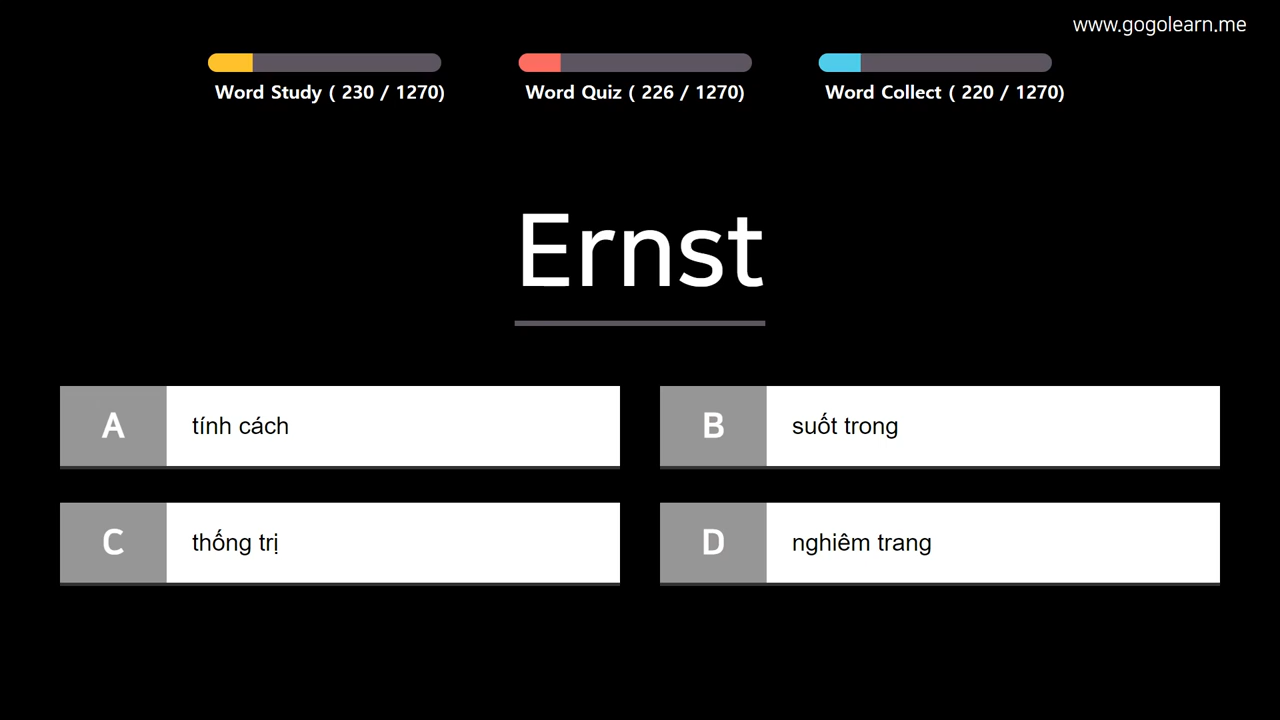 www.gogolearn.me
Word Study ( 230 / 1270)
Word Quiz ( 226 / 1270)
Word Collect ( 220 / 1270)
Ernst
A tính cách
B suốt trong
C thống trị
D nghiêm trang